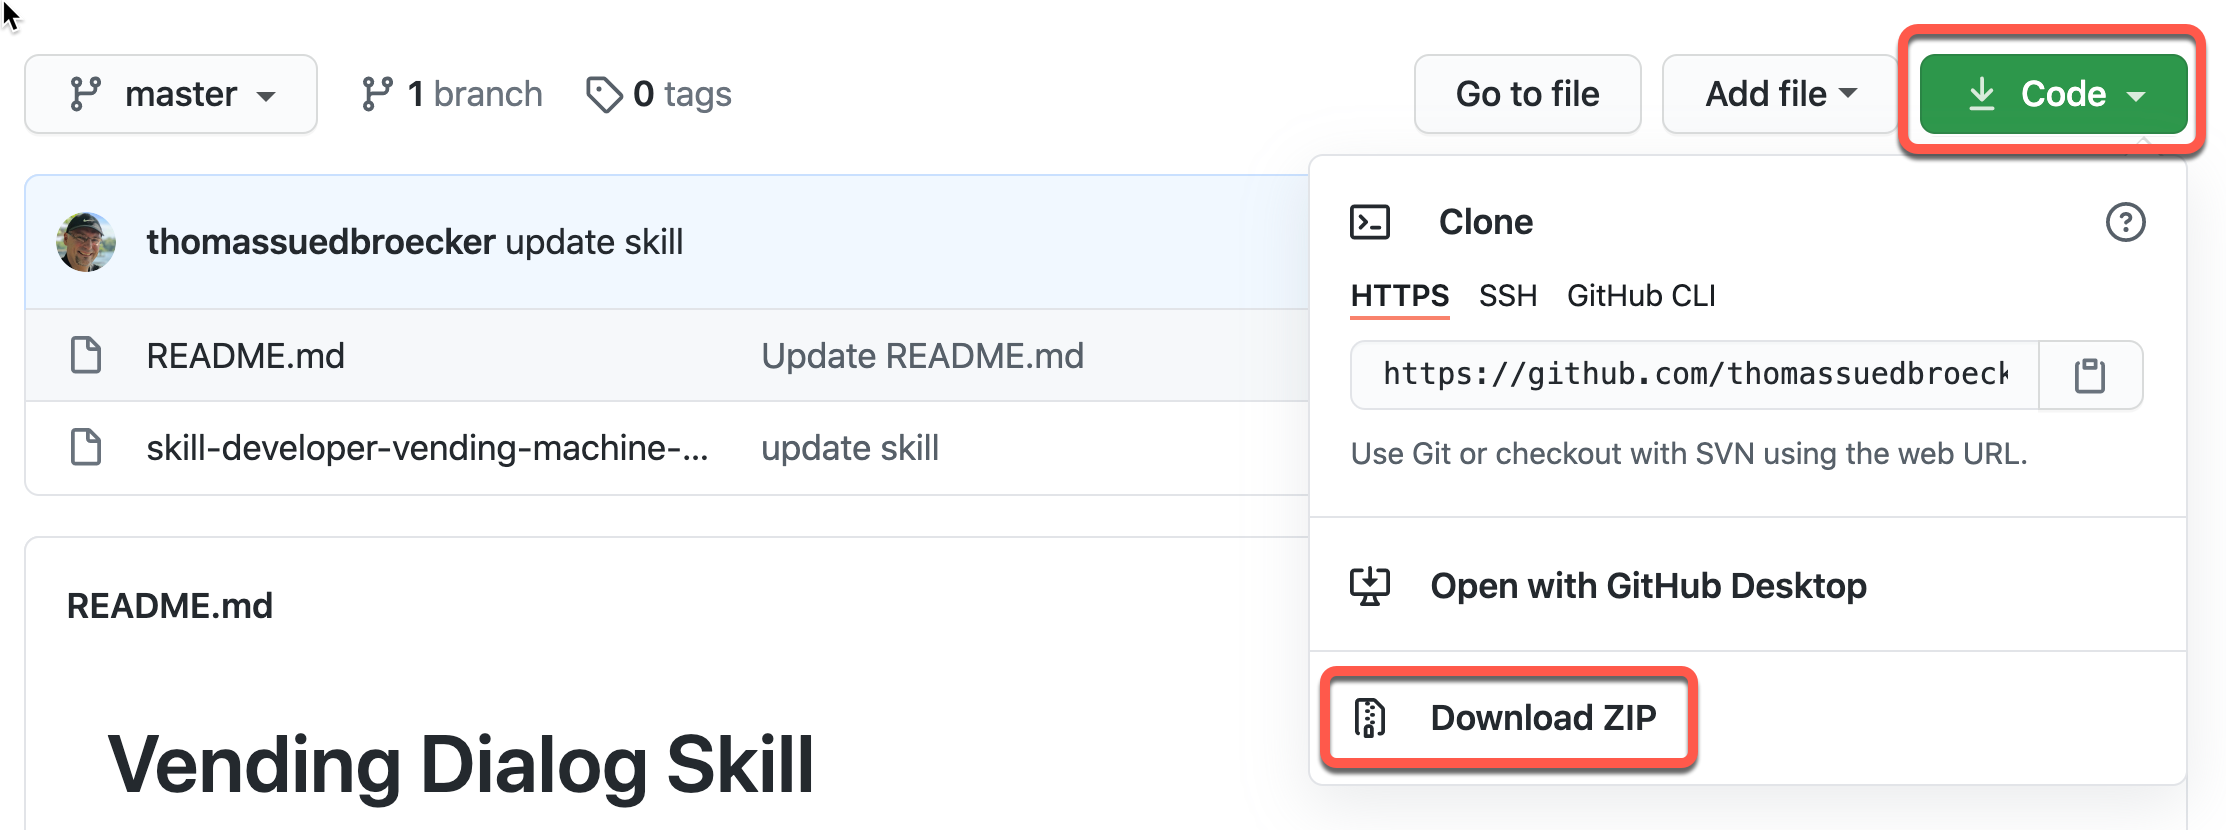 master 1 branch 0 tags Go to file Add file Code
thomassuedbroecker update skill
README.md Update README.md
skill-developer-vending-machine-... update skill
README.md
Vending Dialog Skill
Clone
HTTPS SSH GitHub CLI
https://github.com/thomassuedbroeck
Use Git or checkout with SVN using the web URL.
Open with GitHub Desktop
Download ZIP